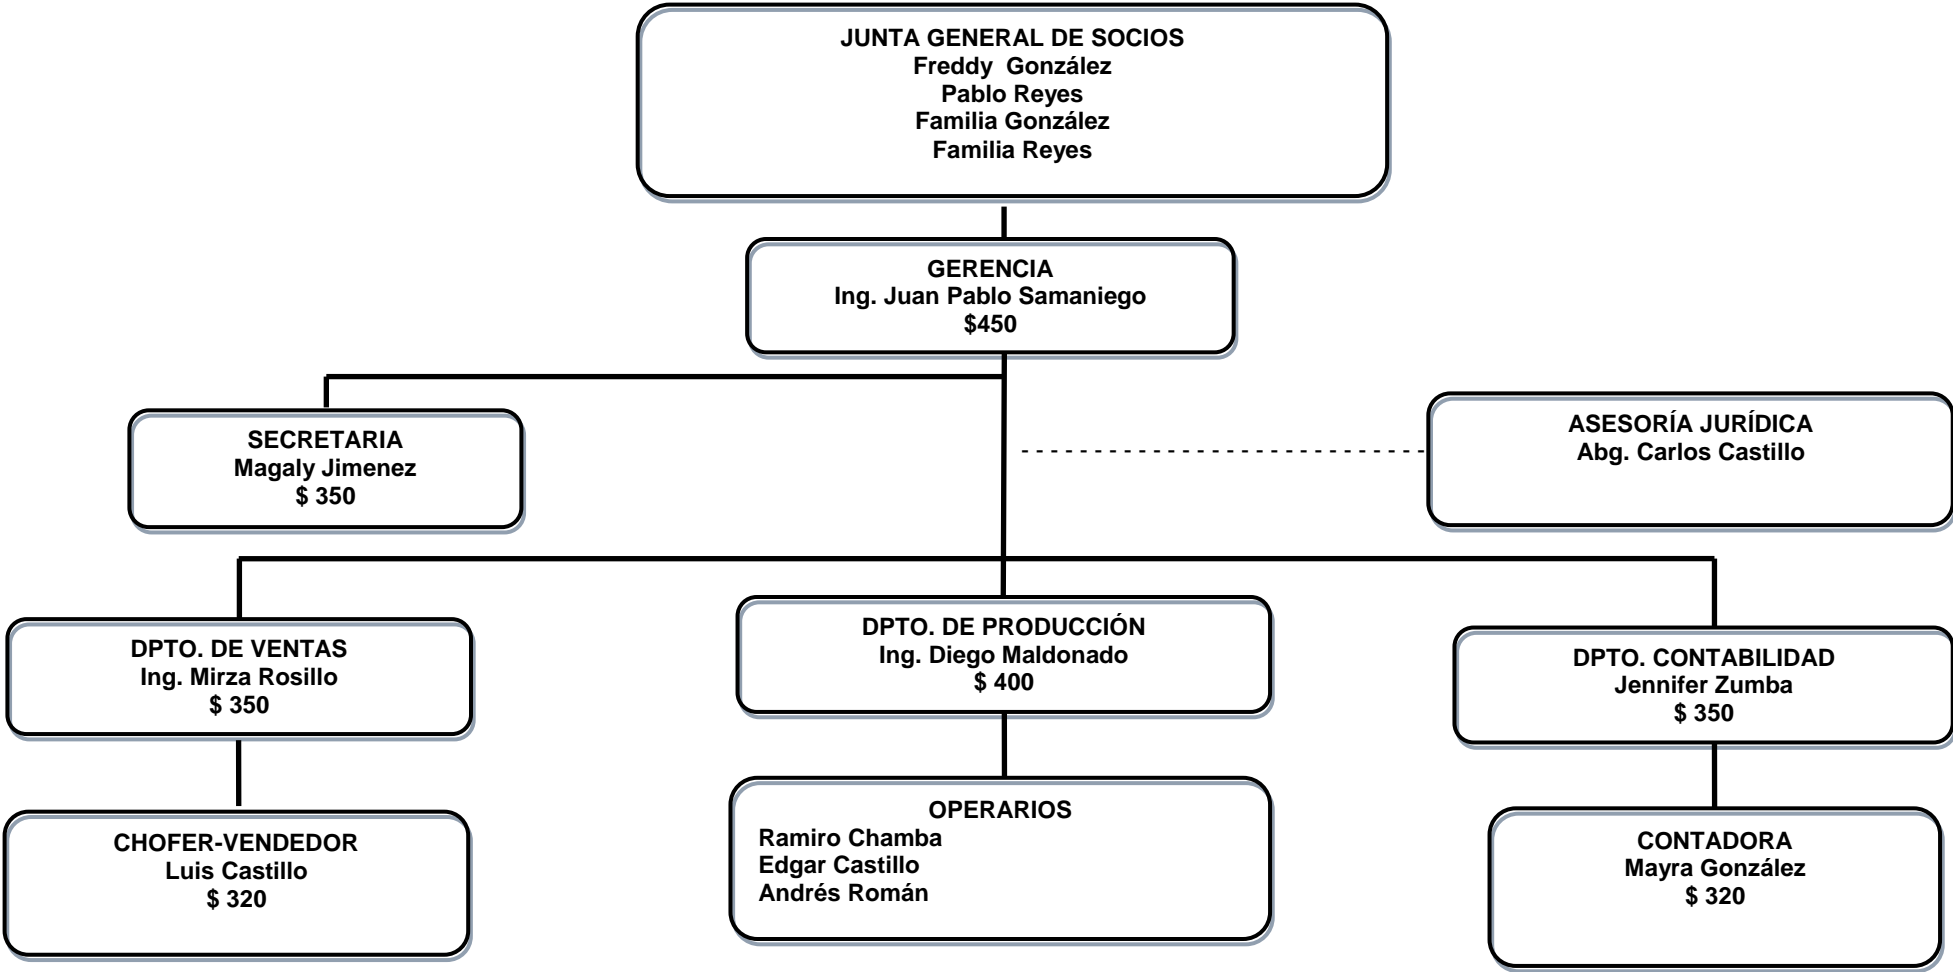 JUNTA GENERAL DE SOCIOS
Freddy  González
Pablo Reyes
Familia González
Familia Reyes
GERENCIA
Ing. Juan Pablo Samaniego
$450
SECRETARIA
Magaly Jimenez
$ 350
ASESORÍA JURÍDICA
Abg. Carlos Castillo
DPTO. DE VENTAS
Ing. Mirza Rosillo
$ 350
DPTO. DE PRODUCCIÓN
Ing. Diego Maldonado
$ 400
DPTO. CONTABILIDAD
Jennifer Zumba
$ 350
CHOFER-VENDEDOR
Luis Castillo
$ 320
OPERARIOS
Ramiro Chamba
Edgar Castillo
Andrés Román
CONTADORA
Mayra González
$ 320